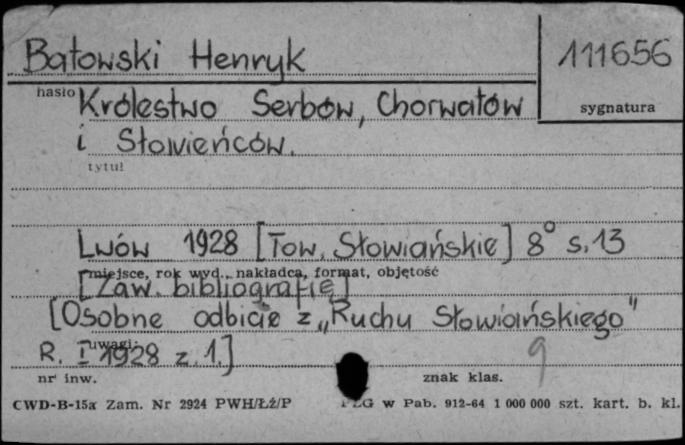 Batowski Henryk
111656
hasło
sygnatura
Królestwo Serbów, Chorwatów
i Słowieńców.
tytuł
Lwów 1928 [Tow. Słowiańskie] 8° s. 13
miejsce, rok wyd., nakładca, format, objętość
[Zaw. bibliografię]
[Osobne odbicie z „Ruchu Słowiańskiego"
uwagi:
R. I 1928 z. 1.]
9
nr inw.
znak klas.
CWD-B-15a Zam. Nr 2924 PWH/Łź/P
PZG w Pab. 912-64 1 000 000 szt. kart. b. kl.